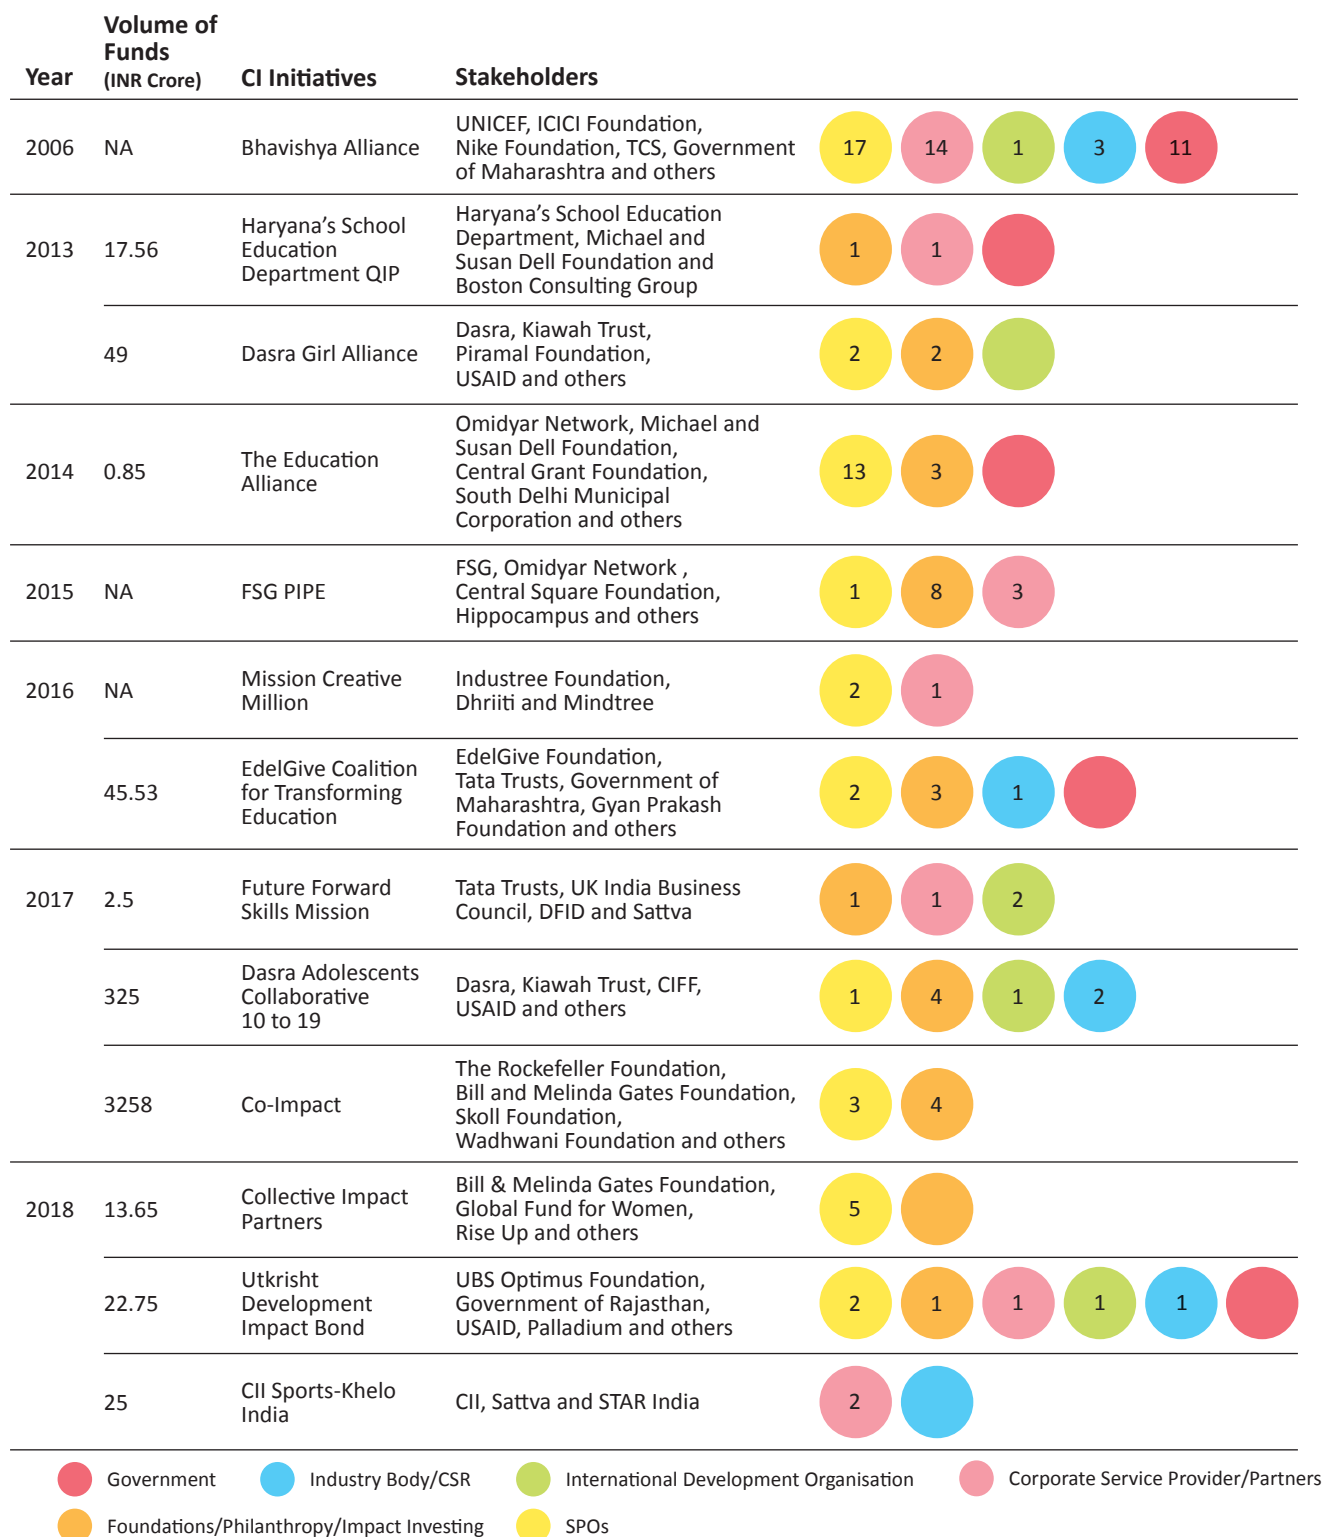 Volume of
Funds
Year (INR Crore) CI Initiatives Stakeholders
2006 NA Bhavishya Alliance
UNICEF, ICICI Foundation,
Nike Foundation, TCS, Government
of Maharashtra and others
17 14 1 3 11
2013 17.56
Haryana’s School
Education
Department QIP
Haryana’s School Education
Department, Michael and
Susan Dell Foundation and
Boston Consulting Group
1 1
49 Dasra Girl Alliance
Dasra, Kiawah Trust,
Piramal Foundation,
USAID and others
2 2
2014 0.85
The Education
Alliance
Omidyar Network, Michael and
Susan Dell Foundation,
Central Grant Foundation,
South Delhi Municipal
Corporation and others
13 3
2015 NA FSG PIPE
FSG, Omidyar Network ,
Central Square Foundation,
Hippocampus and others
1 8 3
2016 NA
Mission Creative
Million
Industree Foundation,
Dhriiti and Mindtree
2 1
45.53
EdelGive Coalition
for Transforming
Education
EdelGive Foundation,
Tata Trusts, Government of
Maharashtra, Gyan Prakash
Foundation and others
2 3 1
2017 2.5
Future Forward
Skills Mission
Tata Trusts, UK India Business
Council, DFID and Sattva
1 1 2
325
Dasra Adolescents
Collaborative
10 to 19
Dasra, Kiawah Trust, CIFF,
USAID and others
1 4 1 2
3258 Co-Impact
The Rockefeller Foundation,
Bill and Melinda Gates Foundation,
Skoll Foundation,
Wadhwani Foundation and others
3 4
2018 13.65
Collective Impact
Partners
Bill & Melinda Gates Foundation,
Global Fund for Women,
Rise Up and others
5
22.75
Utkrisht
Development
Impact Bond
UBS Optimus Foundation,
Government of Rajasthan,
USAID, Palladium and others
2 1 1 1 1
25
CII Sports-Khelo
India
CII, Sattva and STAR India
2
Government Industry Body/CSR International Development Organisation Corporate Service Provider/Partners
Foundations/Philanthropy/Impact Investing SPOs